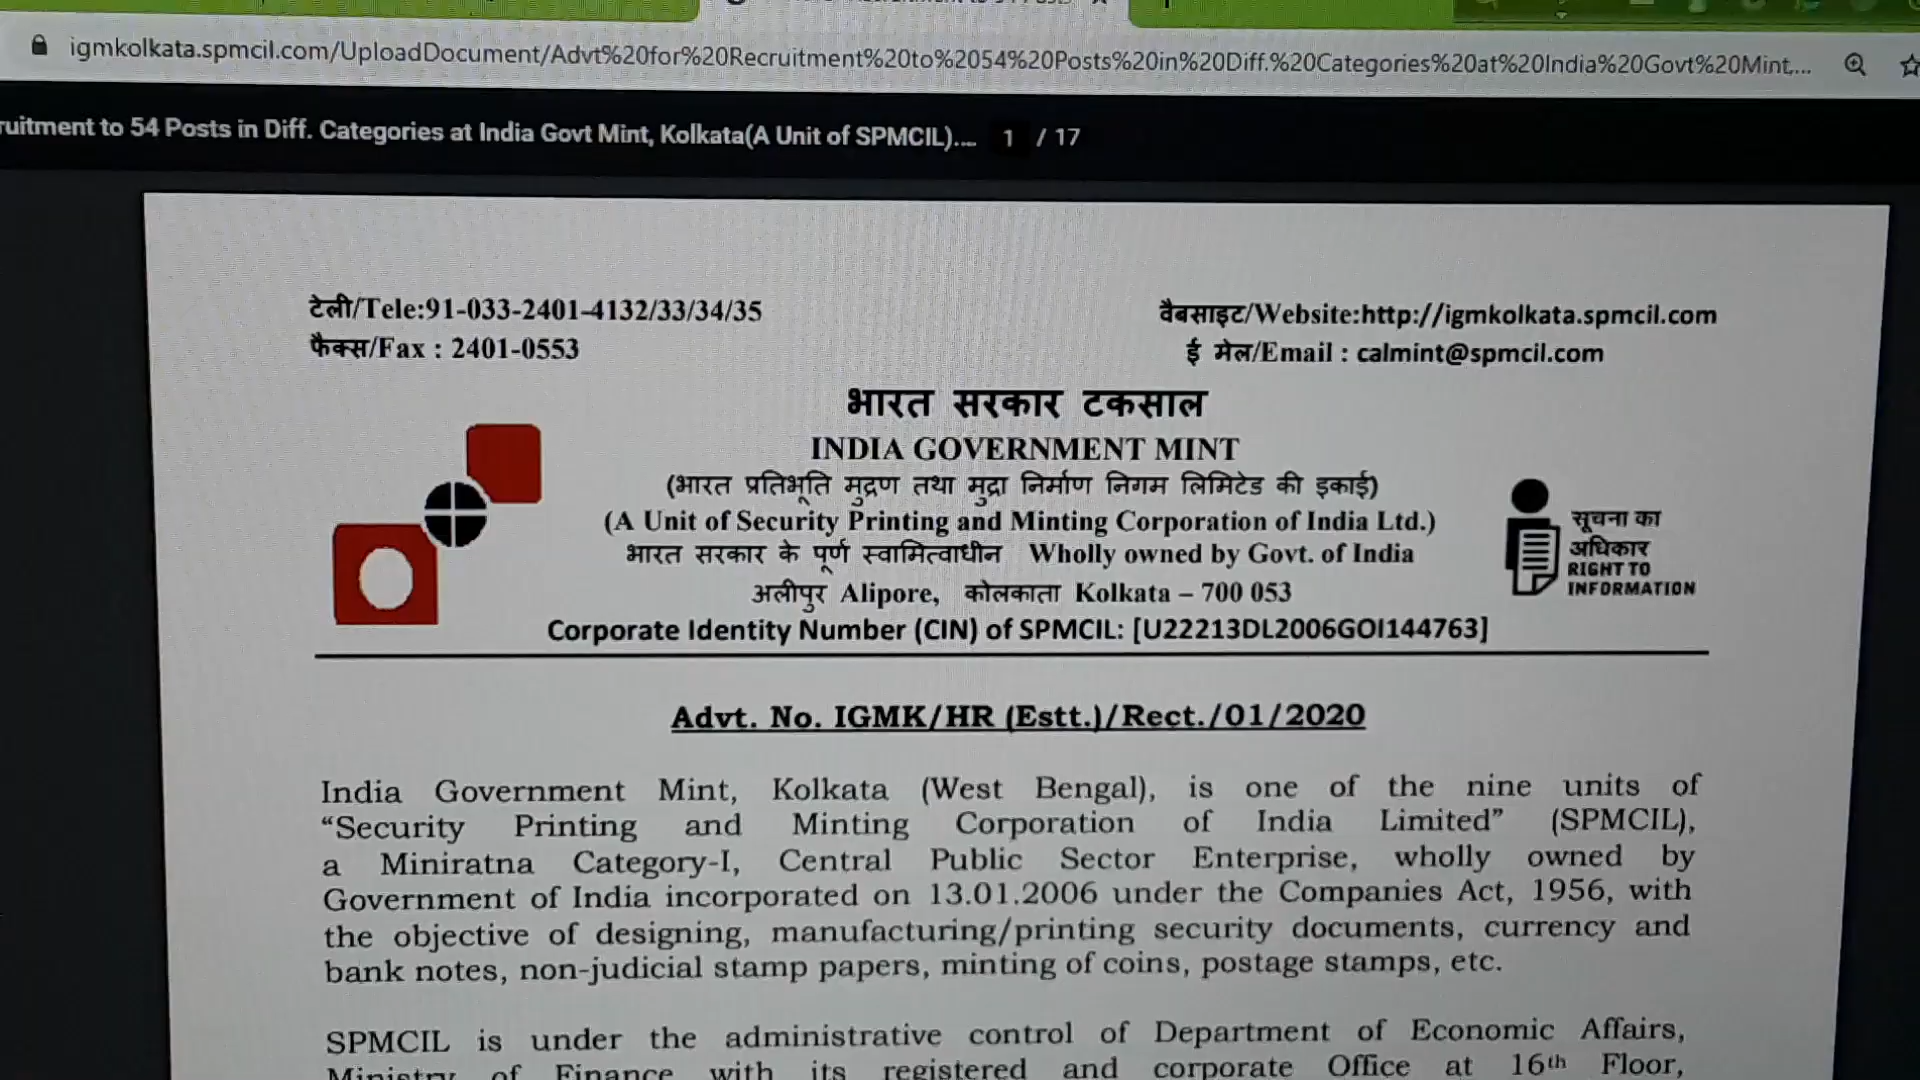 igmkolkata.spmcil.com/UploadDocument/Advt%20for%20Recruitment%20to%2054%20Posts%20in%20Diff.%20Categories%20at%20India%20Govt%20Mint,...
ruitment to 54 Posts in Diff. Categories at India Govt Mint, Kolkata(A Unit of SPMCIL).... 1 / 17
टेली/Tele:91-033-2401-4132/33/34/35
वैबसाइट/Website:http://igmkolkata.spmcil.com
फैक्स/Fax : 2401-0553
ई मेल/Email : calmint@spmcil.com
भारत सरकार टकसाल
INDIA GOVERNMENT MINT
(भारत प्रतिभूति मुद्रण तथा मुद्रा निर्माण निगम लिमिटेड की इकाई)
(A Unit of Security Printing and Minting Corporation of India Ltd.)
भारत सरकार के पूर्ण स्वामित्वाधीन Wholly owned by Govt. of India
अलीपुर Alipore, कोलकाता Kolkata – 700 053
Corporate Identity Number (CIN) of SPMCIL: [U22213DL2006GOI144763]
सूचना का
अधिकार
RIGHT TO
INFORMATION
Advt. No. IGMK/HR (Estt.)/Rect./01/2020
India Government Mint, Kolkata (West Bengal), is one of the nine units of
“Security Printing and Minting Corporation of India Limited” (SPMCIL),
a Miniratna Category-I, Central Public Sector Enterprise, wholly owned by
Government of India incorporated on 13.01.2006 under the Companies Act, 1956, with
the objective of designing, manufacturing/printing security documents, currency and
bank notes, non-judicial stamp papers, minting of coins, postage stamps, etc.
SPMCIL is under the administrative control of Department of Economic Affairs,
Ministry of Finance with its registered and corporate Office at 16th Floor,